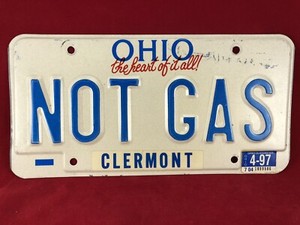 OHIO
the heart of it all!
NOT GAS
CLERMONT
4-97